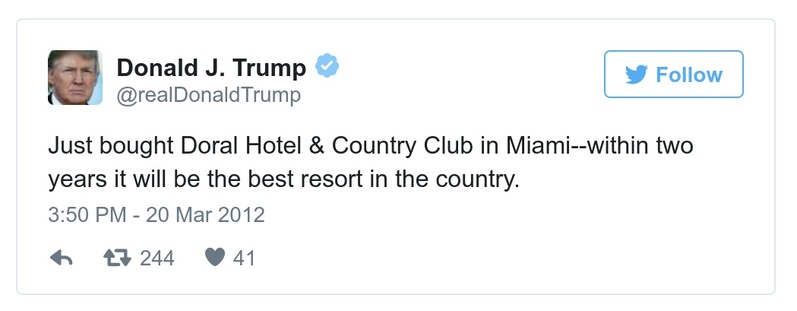 Donald J. Trump
Follow
@realDonaldTrump
Just bought Doral Hotel & Country Club in Miami--within two
years it will be the best resort in the country.
3:50 PM - 20 Mar 2012
244 41